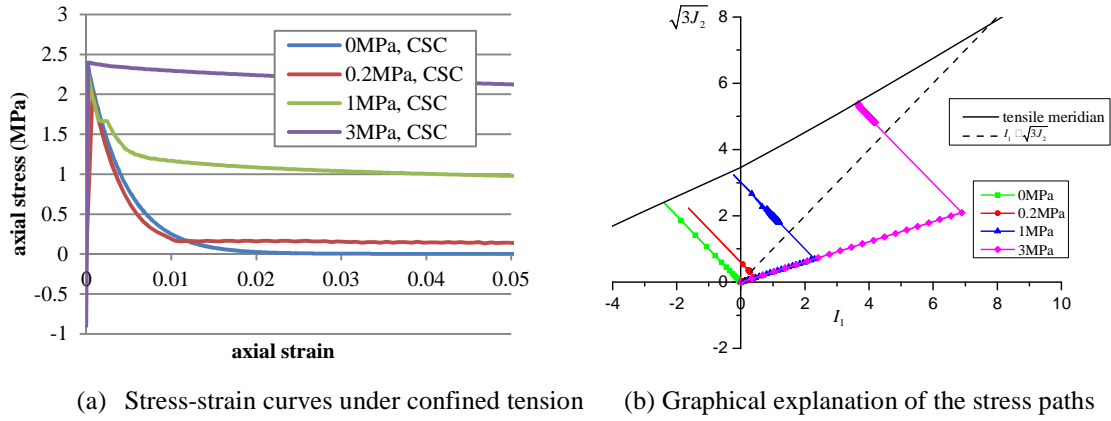 3
2.5
2
1.5
1
0.5
0
-0.5
-1
axial stress (MPa)
0 0.01 0.02 0.03 0.04 0.05
axial strain
0MPa, CSC
0.2MPa, CSC
1MPa, CSC
3MPa, CSC
√3J₂
8
6
4
2
0
-2
-4 -2 0 2 4 6 8 10
I₁
tensile meridian
I₁ □ √3J₂
0MPa
0.2MPa
1MPa
3MPa
(a) Stress-strain curves under confined tension
(b) Graphical explanation of the stress paths